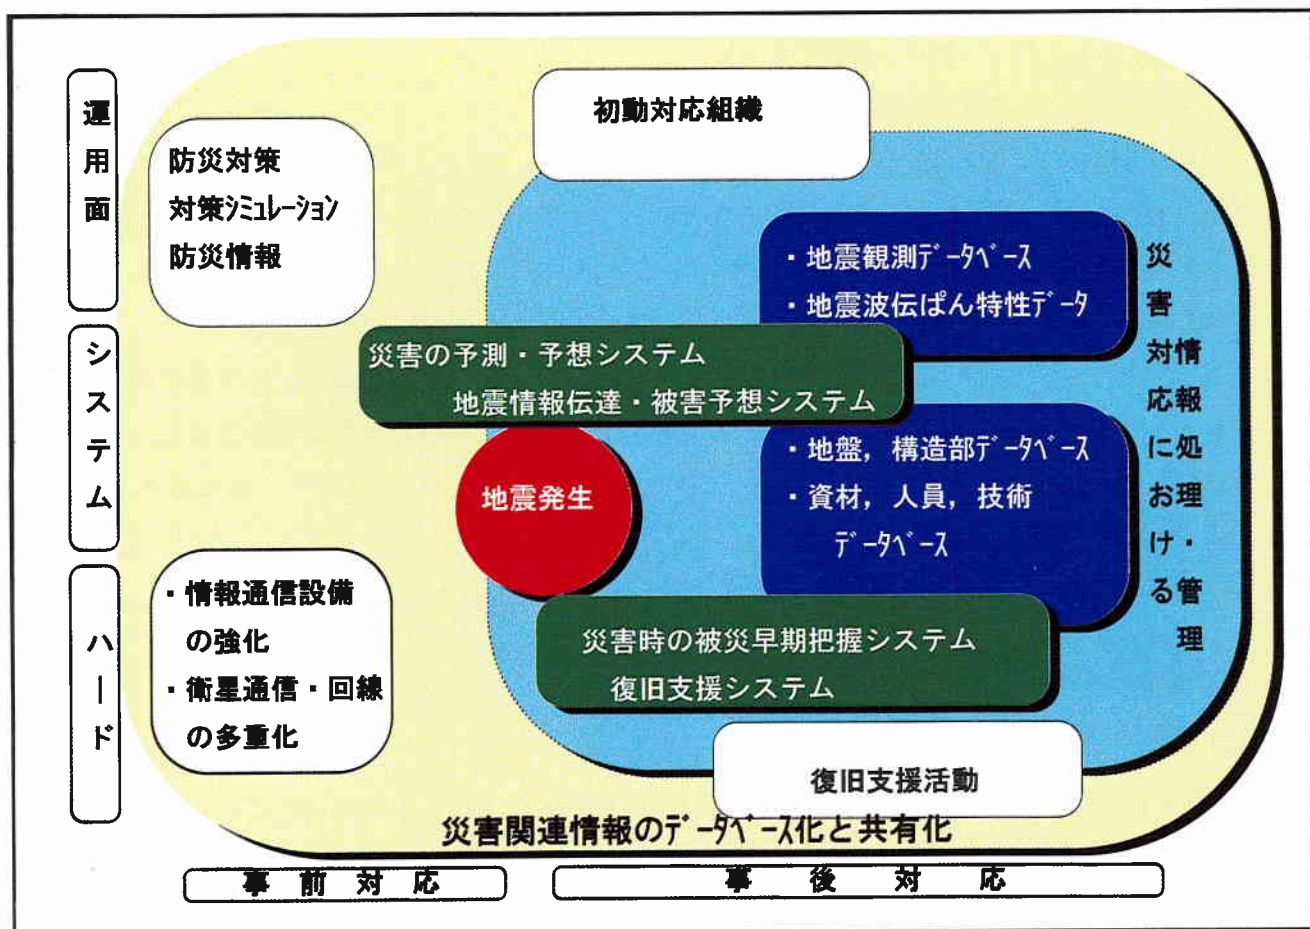 運用面
システム
ハード
初動対応組織
防災対策
対策ｼﾐｭﾚｰｼｮﾝ
防災情報
・地震観測ﾃﾞｰﾀﾍﾞｰｽ
・地震波伝ぱん特性ﾃﾞｰﾀ
災害の予測・予想システム
地震情報伝達・被害予想システム
地震発生
・地盤，構造部ﾃﾞｰﾀﾍﾞｰｽ
・資材，人員，技術
ﾃﾞｰﾀﾍﾞｰｽ
災害対応における
情報処理・管理
・情報通信設備
の強化
・衛星通信・回線
の多重化
災害時の被災早期把握システム
復旧支援システム
復旧支援活動
災害関連情報のﾃﾞｰﾀﾍﾞｰｽ化と共有化
事前対応
事後対応